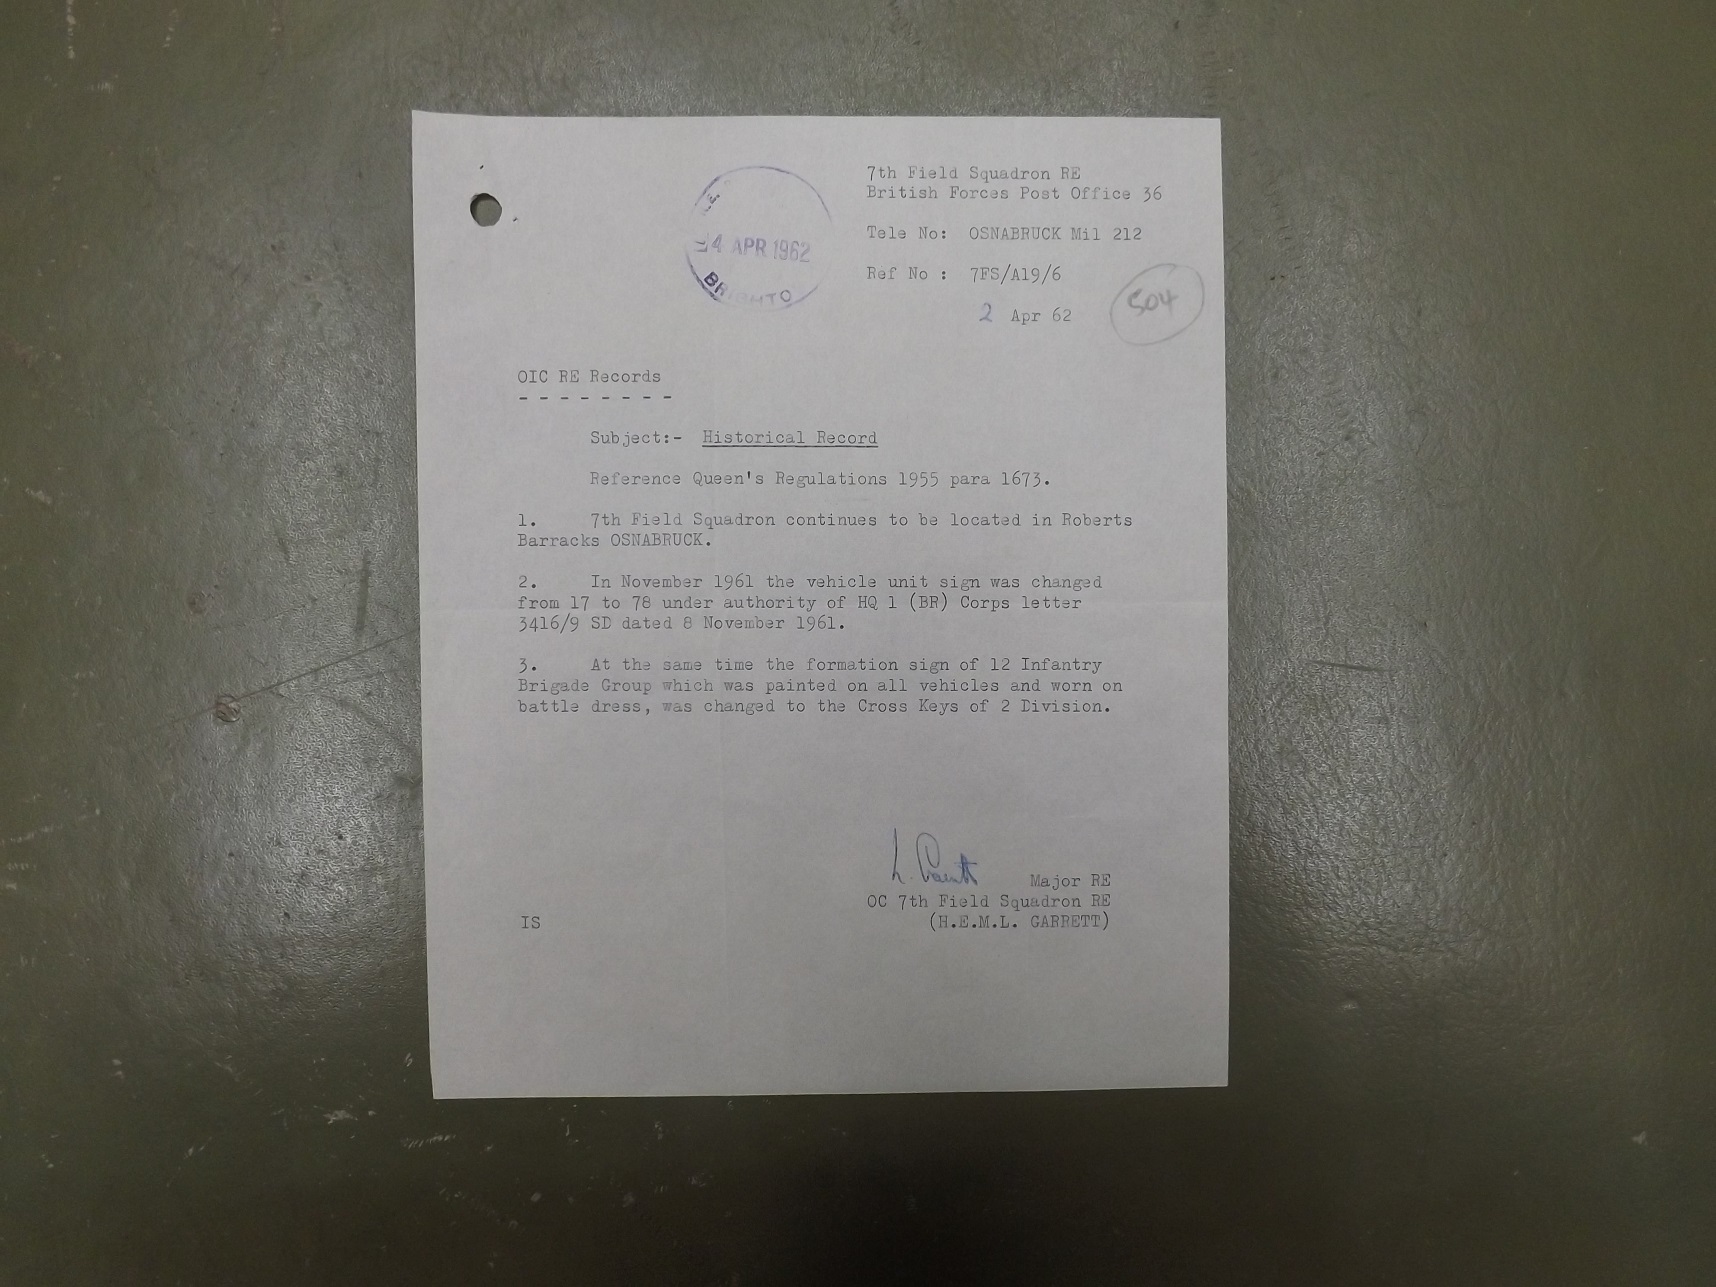 7th Field Squadron RE
British Forces Post Office 36
Tele No: OSNABRUCK Mil 212
Ref No : 7FS/A19/6
2 Apr 62
504
4 APR 1962
OIC RE Records
- - - - - - - -
Subject:- Historical Record
Reference Queen's Regulations 1955 para 1673.
1. 7th Field Squadron continues to be located in Roberts
Barracks OSNABRUCK.
2. In November 1961 the vehicle unit sign was changed
from 17 to 78 under authority of HQ 1 (BR) Corps letter
3416/9 SD dated 8 November 1961.
3. At the same time the formation sign of 12 Infantry
Brigade Group which was painted on all vehicles and worn on
battle dress, was changed to the Cross Keys of 2 Division.
L. Garrett Major RE
OC 7th Field Squadron RE
IS (H.E.M.L. GARRETT)